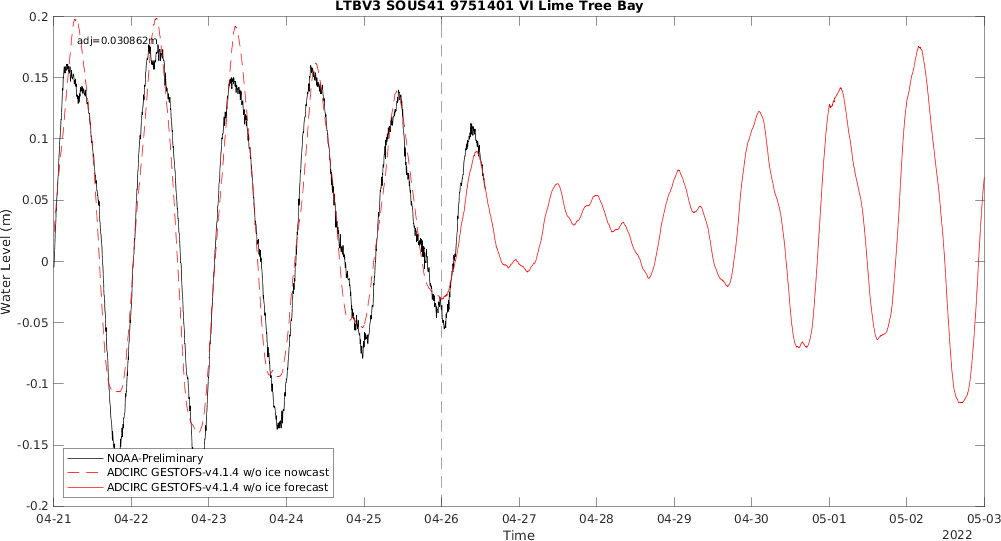 LTBV3 SOUS41 9751401 VI Lime Tree Bay
adj=0.030862m
Water Level (m)
0.2
0.15
0.1
0.05
0
-0.05
-0.1
-0.15
-0.2
NOAA-Preliminary
ADCIRC GESTOFS-v4.1.4 w/o ice nowcast
ADCIRC GESTOFS-v4.1.4 w/o ice forecast
04-21 04-22 04-23 04-24 04-25 04-26 04-27 04-28 04-29 04-30 05-01 05-02 05-03
Time
2022